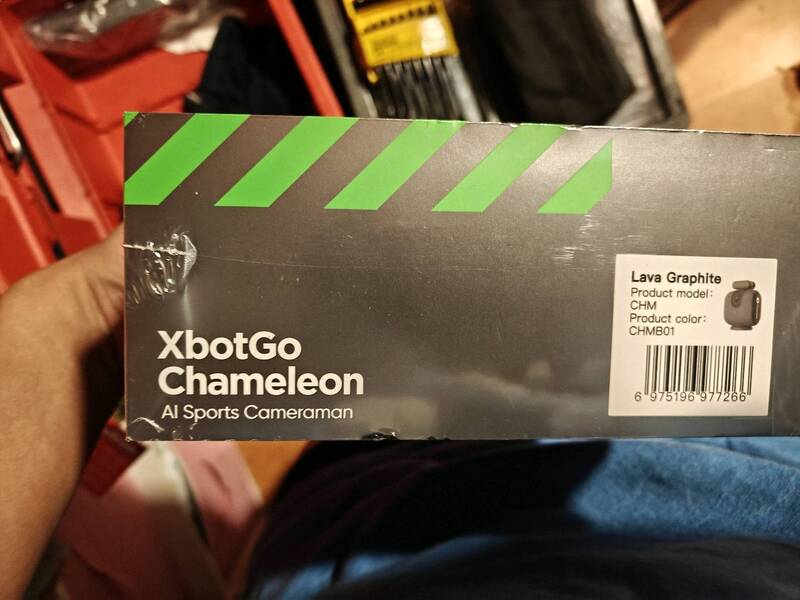 XbotGo
Chameleon
AI Sports Cameraman
Lava Graphite
Product model:
CHM
Product color:
CHMB01
6 975196 977266